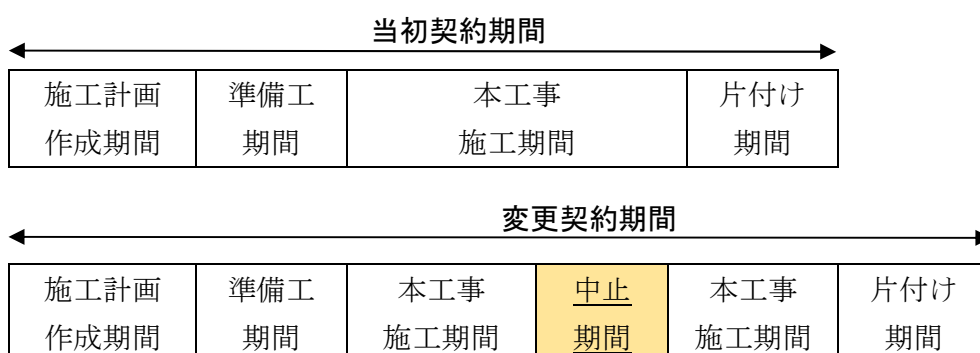 当初契約期間
施工計画 準備工 本工事 片付け
作成期間 期間 施工期間 期間
変更契約期間
施工計画 準備工 本工事 中止 本工事 片付け
作成期間 期間 施工期間 期間 施工期間 期間